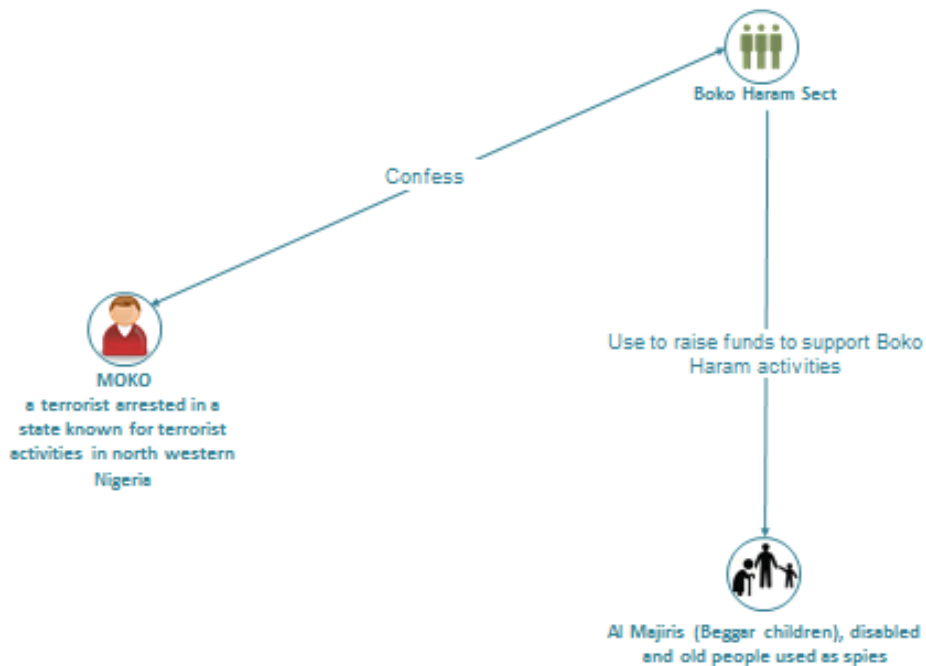 Boko Haram Sect
Confess
MOKO
a terrorist arrested in a
state known for terrorist
activities in north western
Nigeria
Use to raise funds to support Boko
Haram activities
Al Majiris (Beggar children), disabled
and old people used as spies